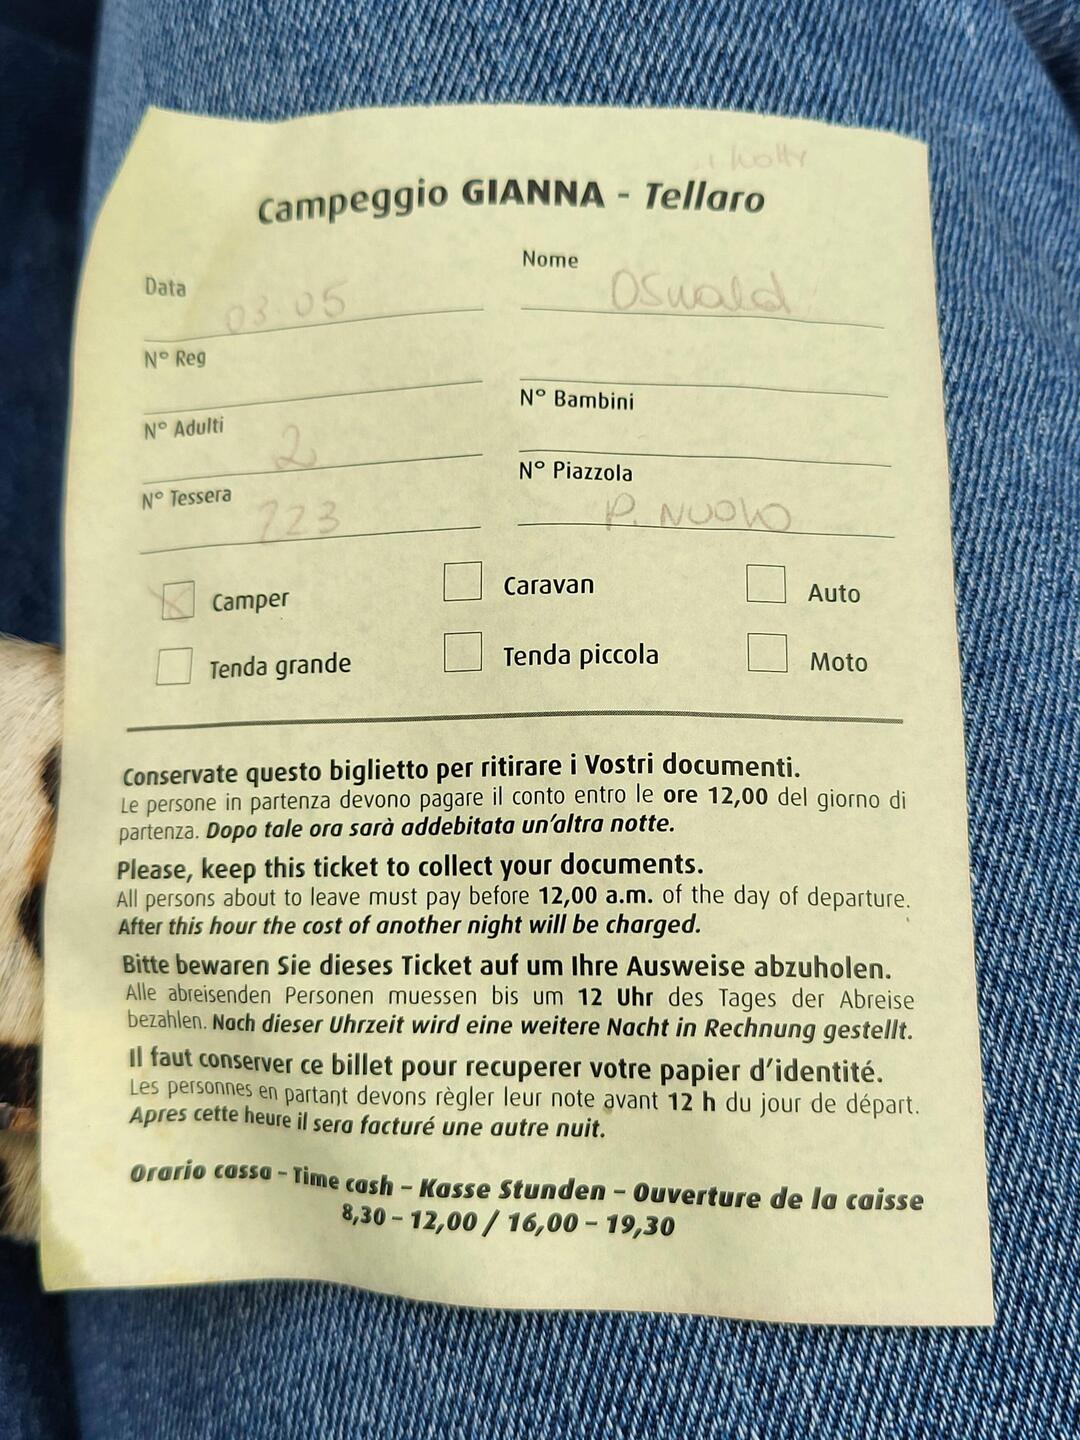 Campeggio GIANNA - Tellaro
Nome
Oswald
Data
03.05
N° Reg
N° Bambini
N° Adulti
2
N° Piazzola
P. NUOVO
N° Tessera
223
Camper
Caravan
Auto
Tenda grande
Tenda piccola
Moto
Conservate questo biglietto per ritirare i Vostri documenti.
Le persone in partenza devono pagare il conto entro le ore 12,00 del giorno di
partenza. Dopo tale ora sarà addebitata un'altra notte.
Please, keep this ticket to collect your documents.
All persons about to leave must pay before 12,00 a.m. of the day of departure.
After this hour the cost of another night will be charged.
Bitte bewaren Sie dieses Ticket auf um Ihre Ausweise abzuholen.
Alle abreisenden Personen muessen bis um 12 Uhr des Tages der Abreise
bezahlen. Nach dieser Uhrzeit wird eine weitere Nacht in Rechnung gestellt.
Il faut conserver ce billet pour recuperer votre papier d'identité.
Les personnes en partant devons règler leur note avant 12 h du jour de départ.
Apres cette heure il sera facturé une autre nuit.
Orario cassa - Time cash - Kasse Stunden - Ouverture de la caisse
8,30 - 12,00 / 16,00 - 19,30